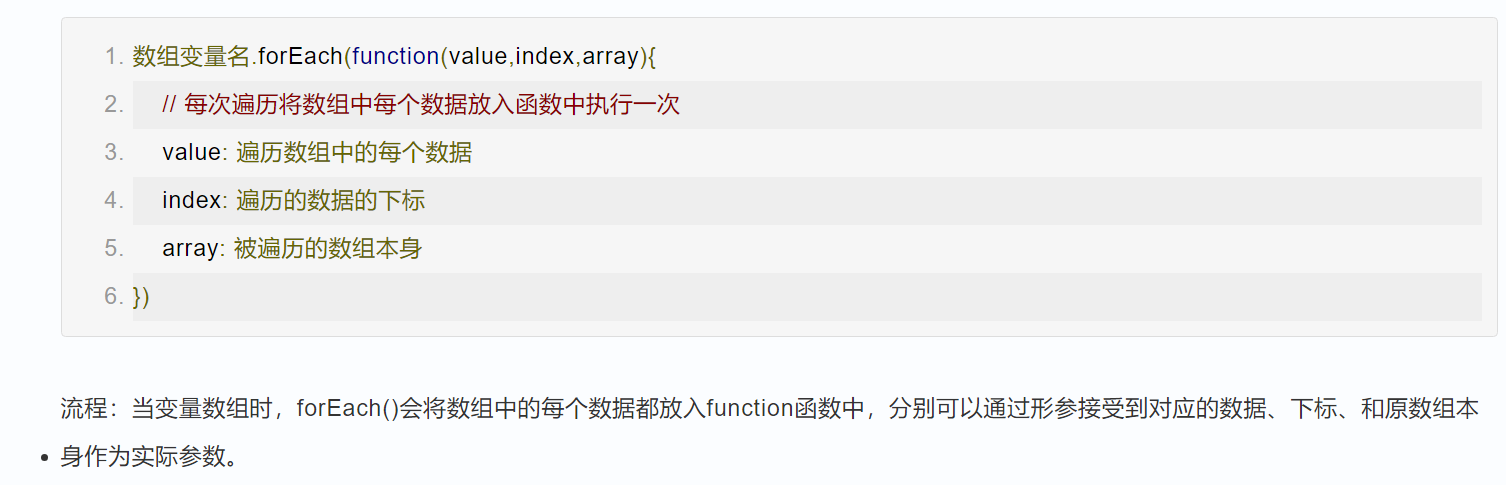 1. 数组变量名.forEach(function(value,index,array){
2. // 每次遍历将数组中每个数据放入函数中执行一次
3. value: 遍历数组中的每个数据
4. index: 遍历的数据的下标
5. array: 被遍历的数组本身
6. })
流程：当变量数组时，forEach()会将数组中的每个数据都放入function函数中，分别可以通过形参接受到对应的数据、下标、和原数组本
身作为实际参数。